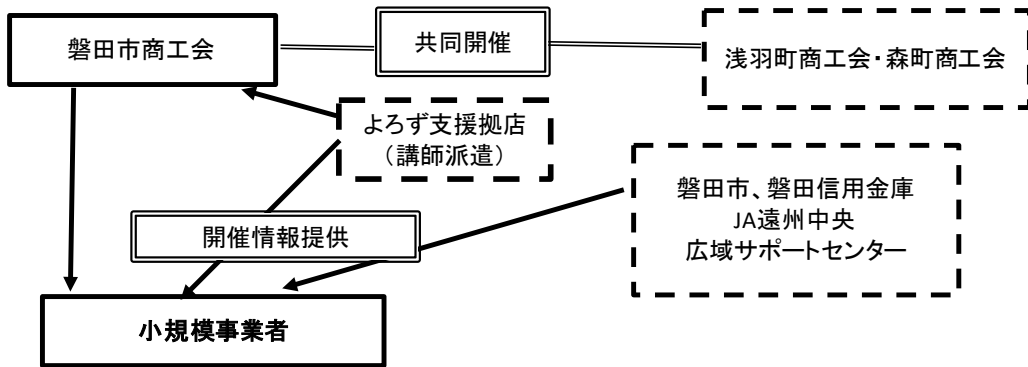 磐田市商工会
共同開催
浅羽町商工会・森町商工会
よろず支援拠店
（講師派遣）
磐田市、磐田信用金庫
JA遠州中央
広域サポートセンター
開催情報提供
小規模事業者